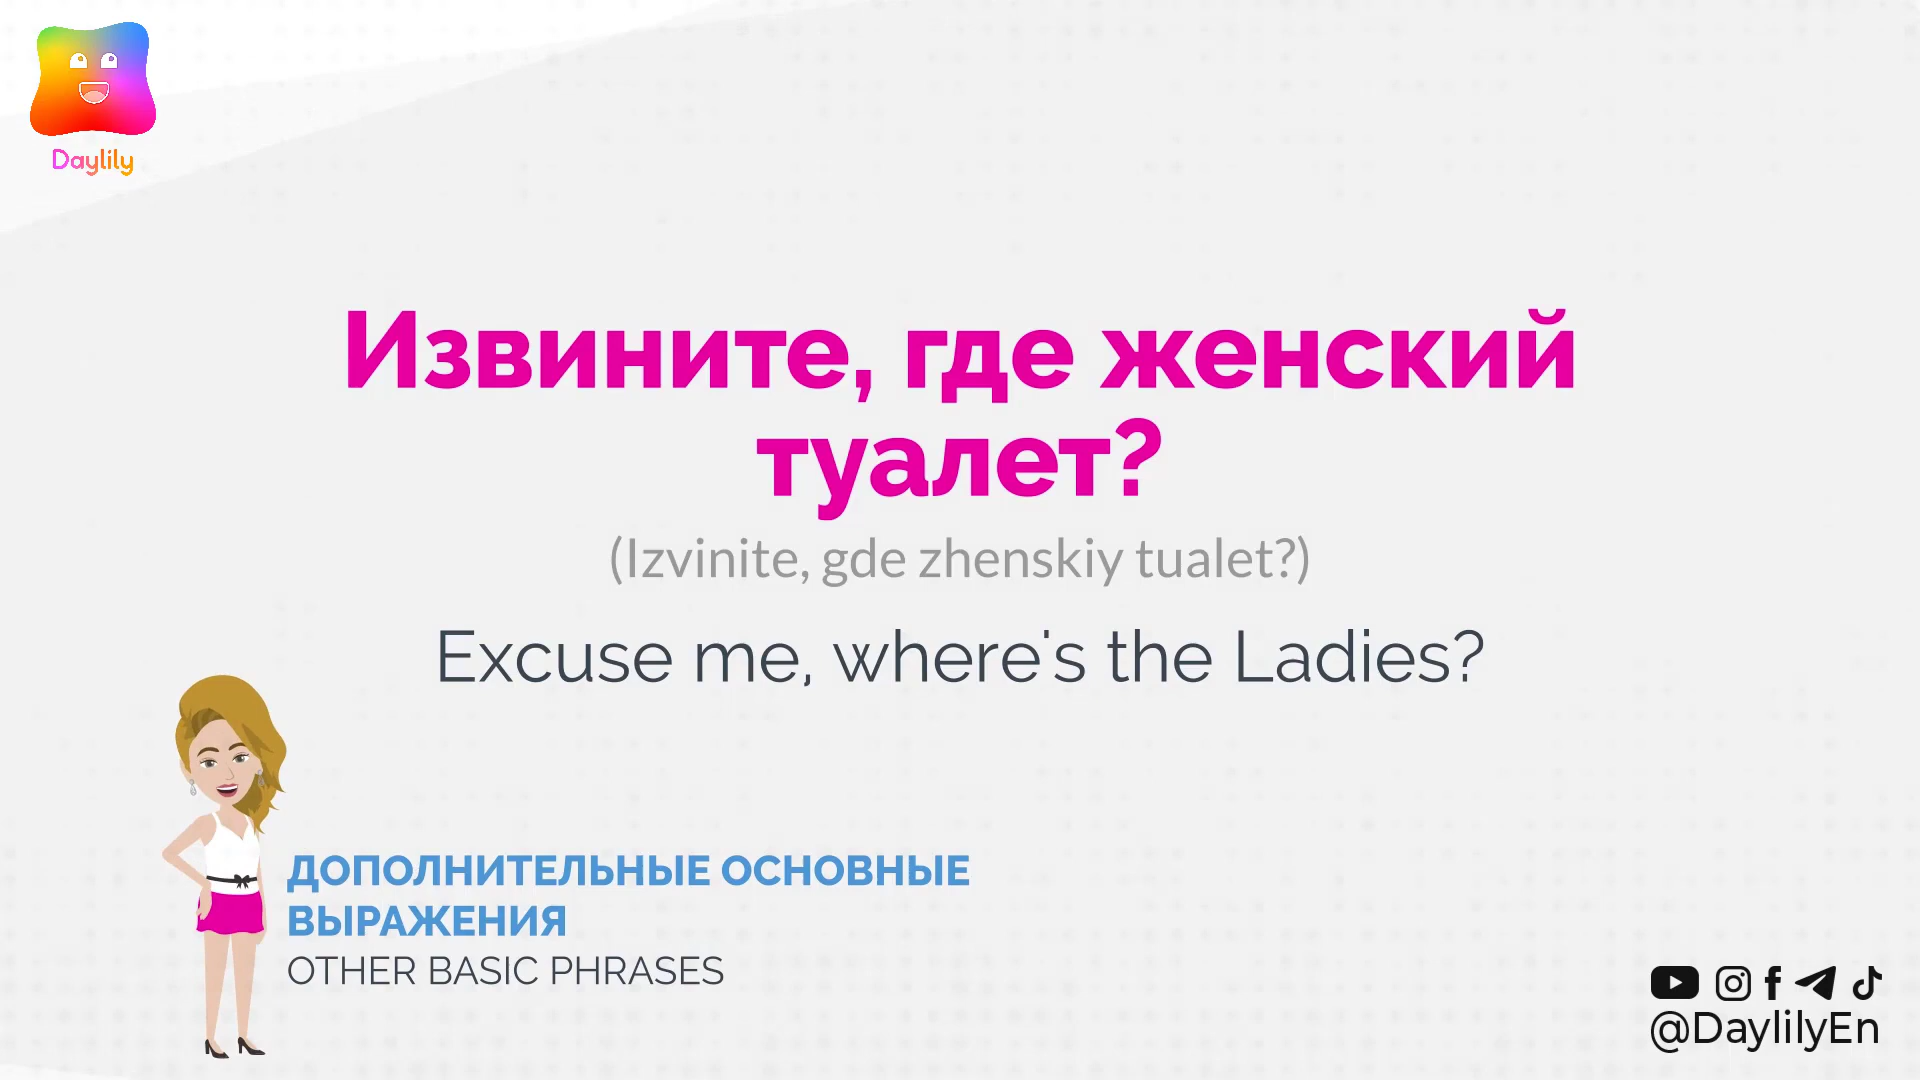 Daylily
Извините, где женский
туалет?
(Izvinite, gde zhenskiy tualet?)
Excuse me, where's the Ladies?
ДОПОЛНИТЕЛЬНЫЕ ОСНОВНЫЕ
ВЫРАЖЕНИЯ
OTHER BASIC PHRASES
@DaylilyEn